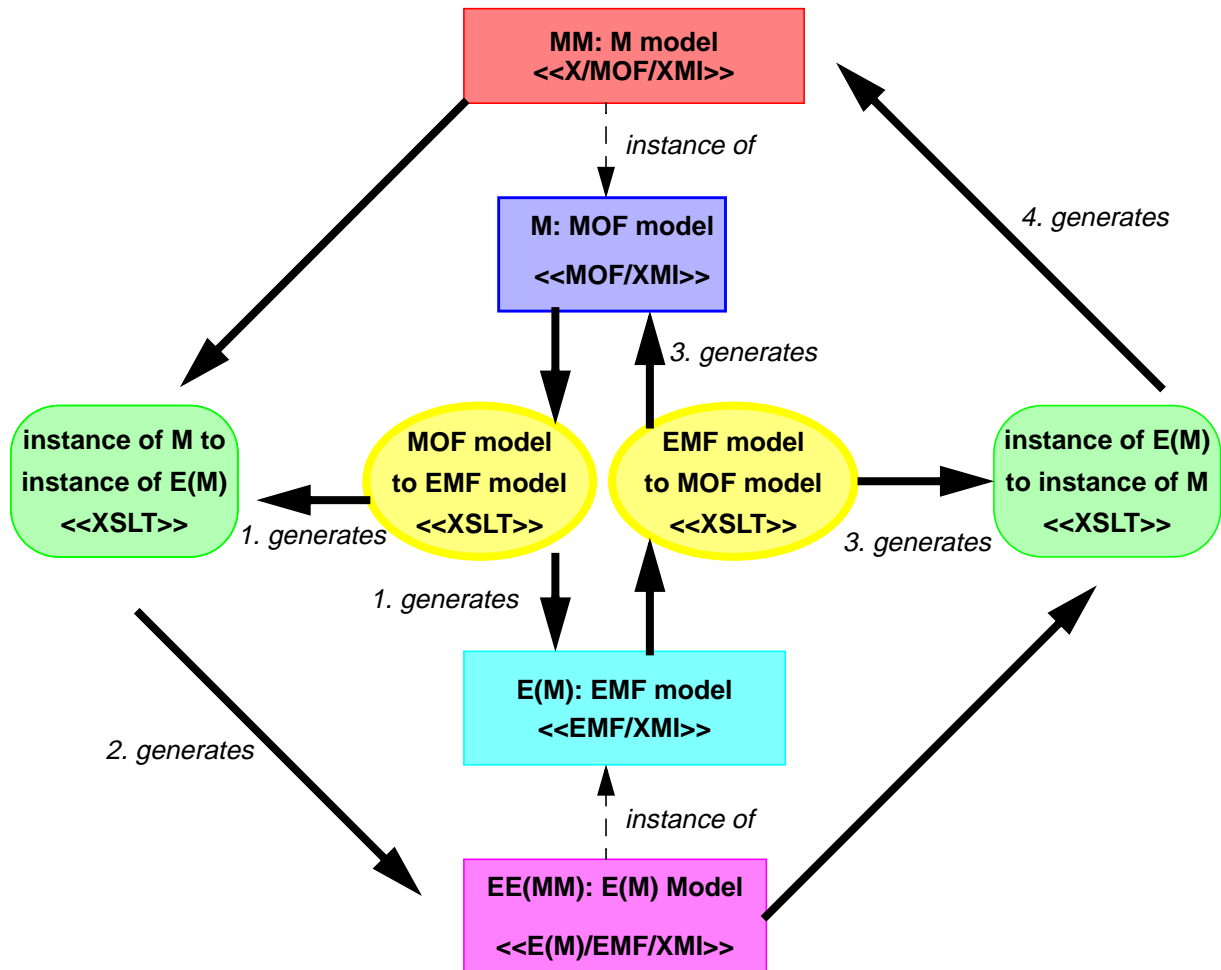 MM: M model
<<X/MOF/XMI>>
instance of
M: MOF model
<<MOF/XMI>>
4. generates
3. generates
instance of M to
instance of E(M)
<<XSLT>>
MOF model
to EMF model
<<XSLT>>
EMF model
to MOF model
<<XSLT>>
instance of E(M)
to instance of M
<<XSLT>>
1. generates
3. generates
1. generates
E(M): EMF model
<<EMF/XMI>>
2. generates
instance of
EE(MM): E(M) Model
<<E(M)/EMF/XMI>>